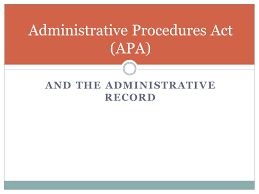 Administrative Procedures Act
(APA)
AND THE ADMINISTRATIVE
RECORD